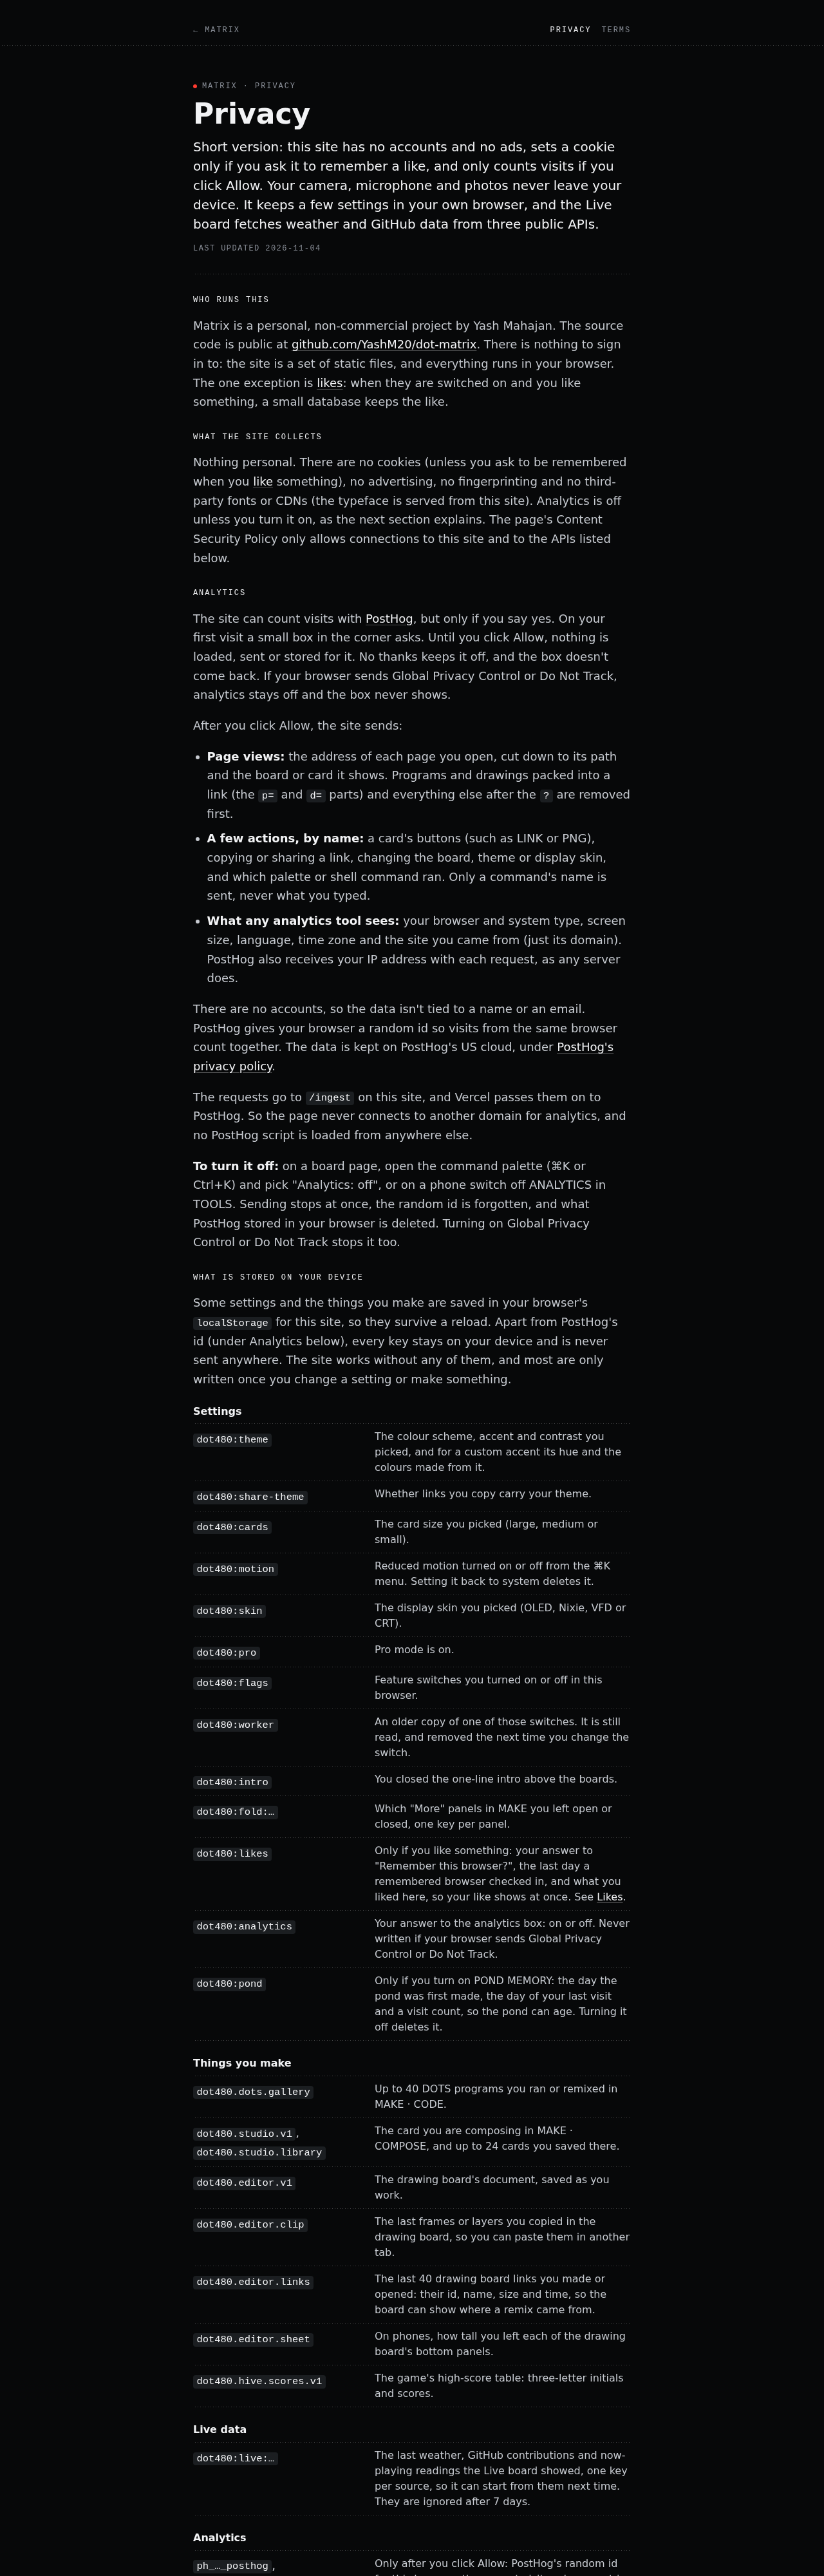 ← MATRIX
PRIVACY TERMS
MATRIX · PRIVACY
Privacy
Short version: this site has no accounts and no ads, sets a cookie
only if you ask it to remember a like, and only counts visits if you
click Allow. Your camera, microphone and photos never leave your
device. It keeps a few settings in your own browser, and the Live
board fetches weather and GitHub data from three public APIs.
LAST UPDATED 2026-11-04
WHO RUNS THIS
Matrix is a personal, non-commercial project by Yash Mahajan. The source
code is public at github.com/YashM20/dot-matrix. There is nothing to sign
in to: the site is a set of static files, and everything runs in your browser.
The one exception is likes: when they are switched on and you like
something, a small database keeps the like.
WHAT THE SITE COLLECTS
Nothing personal. There are no cookies (unless you ask to be remembered
when you like something), no advertising, no fingerprinting and no third-
party fonts or CDNs (the typeface is served from this site). Analytics is off
unless you turn it on, as the next section explains. The page's Content
Security Policy only allows connections to this site and to the APIs listed
below.
ANALYTICS
The site can count visits with PostHog, but only if you say yes. On your
first visit a small box in the corner asks. Until you click Allow, nothing is
loaded, sent or stored for it. No thanks keeps it off, and the box doesn't
come back. If your browser sends Global Privacy Control or Do Not Track,
analytics stays off and the box never shows.
After you click Allow, the site sends:
• Page views: the address of each page you open, cut down to its path
and the board or card it shows. Programs and drawings packed into a
link (the p= and d= parts) and everything else after the ? are removed
first.
• A few actions, by name: a card's buttons (such as LINK or PNG),
copying or sharing a link, changing the board, theme or display skin,
and which palette or shell command ran. Only a command's name is
sent, never what you typed.
• What any analytics tool sees: your browser and system type, screen
size, language, time zone and the site you came from (just its domain).
PostHog also receives your IP address with each request, as any server
does.
There are no accounts, so the data isn't tied to a name or an email.
PostHog gives your browser a random id so visits from the same browser
count together. The data is kept on PostHog's US cloud, under PostHog's
privacy policy.
The requests go to /ingest on this site, and Vercel passes them on to
PostHog. So the page never connects to another domain for analytics, and
no PostHog script is loaded from anywhere else.
To turn it off: on a board page, open the command palette (⌘K or
Ctrl+K) and pick "Analytics: off", or on a phone switch off ANALYTICS in
TOOLS. Sending stops at once, the random id is forgotten, and what
PostHog stored in your browser is deleted. Turning on Global Privacy
Control or Do Not Track stops it too.
WHAT IS STORED ON YOUR DEVICE
Some settings and the things you make are saved in your browser's
localStorage for this site, so they survive a reload. Apart from PostHog's
id (under Analytics below), every key stays on your device and is never
sent anywhere. The site works without any of them, and most are only
written once you change a setting or make something.
Settings
dot480:theme
The colour scheme, accent and contrast you
picked, and for a custom accent its hue and the
colours made from it.
dot480:share-theme
Whether links you copy carry your theme.
dot480:cards
The card size you picked (large, medium or
small).
dot480:motion
Reduced motion turned on or off from the ⌘K
menu. Setting it back to system deletes it.
dot480:skin
The display skin you picked (OLED, Nixie, VFD or
CRT).
dot480:pro
Pro mode is on.
dot480:flags
Feature switches you turned on or off in this
browser.
dot480:worker
An older copy of one of those switches. It is still
read, and removed the next time you change the
switch.
dot480:intro
You closed the one-line intro above the boards.
dot480:fold:…
Which "More" panels in MAKE you left open or
closed, one key per panel.
dot480:likes
Only if you like something: your answer to
"Remember this browser?", the last day a
remembered browser checked in, and what you
liked here, so your like shows at once. See Likes.
dot480:analytics
Your answer to the analytics box: on or off. Never
written if your browser sends Global Privacy
Control or Do Not Track.
dot480:pond
Only if you turn on POND MEMORY: the day the
pond was first made, the day of your last visit
and a visit count, so the pond can age. Turning it
off deletes it.
Things you make
dot480.dots.gallery
Up to 40 DOTS programs you ran or remixed in
MAKE · CODE.
dot480.studio.v1,
dot480.studio.library
The card you are composing in MAKE ·
COMPOSE, and up to 24 cards you saved there.
dot480.editor.v1
The drawing board's document, saved as you
work.
dot480.editor.clip
The last frames or layers you copied in the
drawing board, so you can paste them in another
tab.
dot480.editor.links
The last 40 drawing board links you made or
opened: their id, name, size and time, so the
board can show where a remix came from.
dot480.editor.sheet
On phones, how tall you left each of the drawing
board's bottom panels.
dot480.hive.scores.v1
The game's high-score table: three-letter initials
and scores.
Live data
dot480:live:…
The last weather, GitHub contributions and now-
playing readings the Live board showed, one key
per source, so it can start from them next time.
They are ignored after 7 days.
Analytics
ph_…_posthog,
Only after you click Allow: PostHog's random id